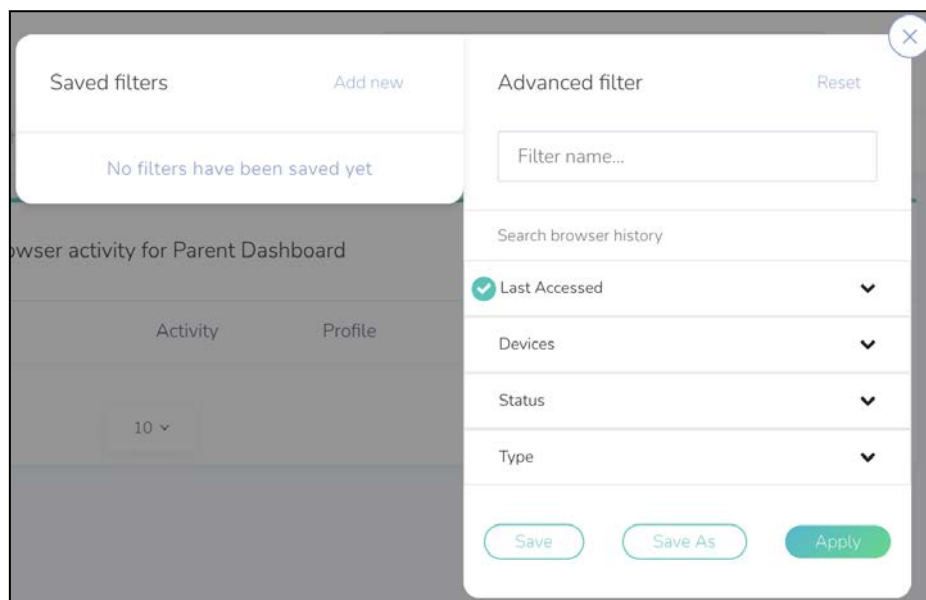 Saved filters
Add new
No filters have been saved yet
Advanced filter
Reset
Filter name...
Search browser history
Last Accessed
Devices
Status
Type
Save
Save As
Apply
activity for Parent Dashboard
Activity
Profile
10